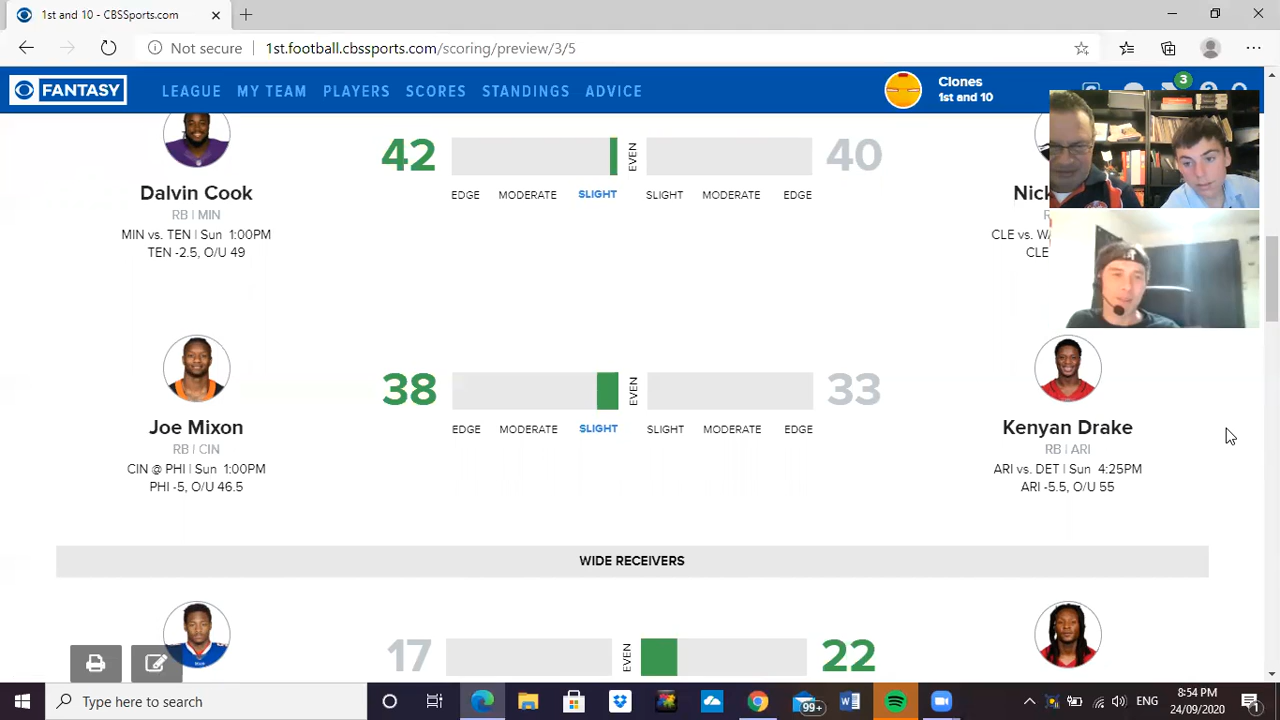 1st and 10 - CBSSports.com
Not secure | 1st.football.cbssports.com/scoring/preview/3/5
FANTASY LEAGUE MY TEAM PLAYERS SCORES STANDINGS ADVICE
Clones
1st and 10
3
42 EVEN 40
Dalvin Cook
RB | MIN
MIN vs. TEN | Sun 1:00PM
TEN -2.5, O/U 49
EDGE MODERATE SLIGHT SLIGHT MODERATE EDGE
Nick
CLE vs.
CLE
38 EVEN 33
EDGE MODERATE SLIGHT SLIGHT MODERATE EDGE
Joe Mixon
RB | CIN
CIN @ PHI | Sun 1:00PM
PHI -5, O/U 46.5
Kenyan Drake
RB | ARI
ARI vs. DET | Sun 4:25PM
ARI -5.5, O/U 55
WIDE RECEIVERS
17 EVEN 22
Type here to search
99+
ENG
8:54 PM
24/09/2020
1